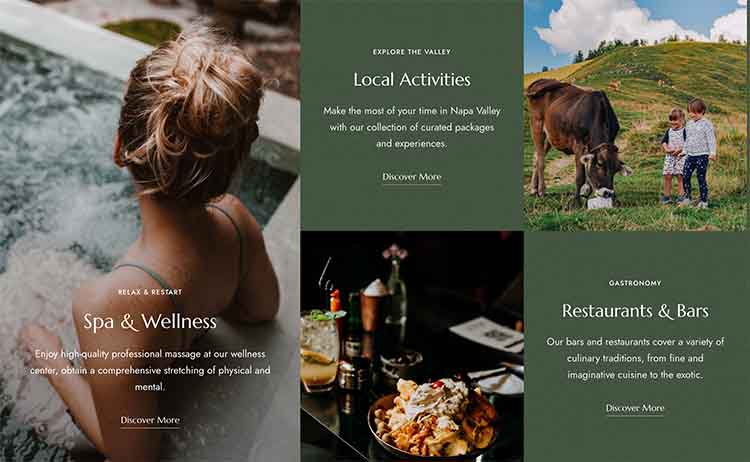 RELAX & RESTART
Spa & Wellness
Enjoy high-quality professional massage at our wellness
center, obtain a comprehensive stretching of physical and
mental.
Discover More
EXPLORE THE VALLEY
Local Activities
Make the most of your time in Napa Valley
with our collection of curated packages
and experiences.
Discover More
GASTRONOMY
Restaurants & Bars
Our bars and restaurants cover a variety of
culinary traditions, from fine and
imaginative cuisine to the exotic.
Discover More